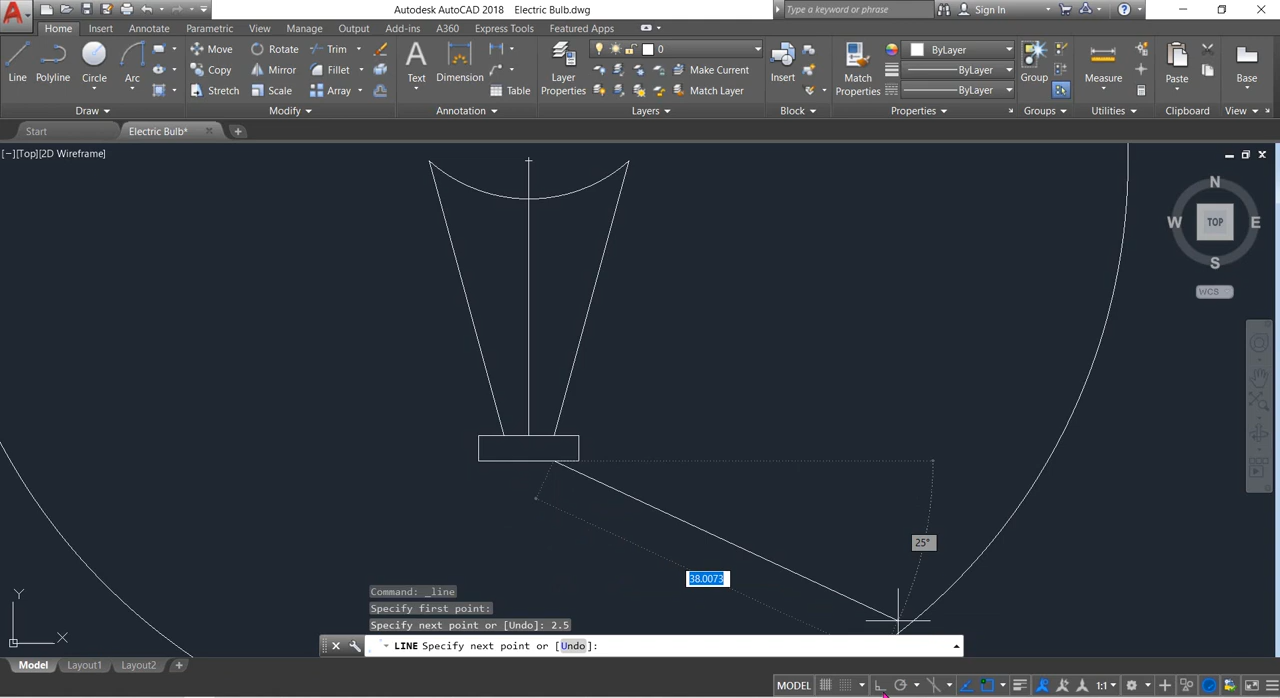 Autodesk AutoCAD 2018 Electric Bulb.dwg
Type a keyword or phrase
Sign In
Home Insert Annotate Parametric View Manage Output Add-ins A360 Express Tools Featured Apps
Line Polyline Circle Arc
Move Rotate Trim
Copy Mirror Fillet
Stretch Scale Array
Text Dimension Table
Layer Properties
0
Make Current
Match Layer
Insert
Match Properties
ByLayer
ByLayer
ByLayer
Group
Measure
Paste
Base
Draw Modify Annotation Layers Block Properties Groups Utilities Clipboard View
Start Electric Bulb*
[−][Top][2D Wireframe]
N
W TOP E
S
WCS
25°
38.0073
Y
X
Command: _line
Specify first point:
Specify next point or [Undo]: 2.5
LINE Specify next point or [Undo]:
Model Layout1 Layout2
MODEL 1:1